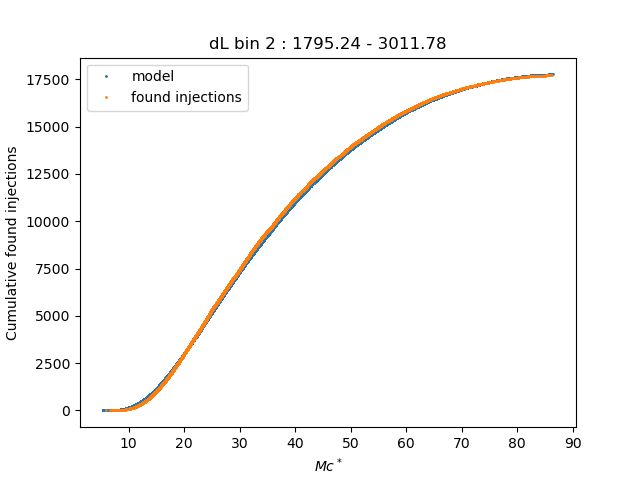 dL bin 2 : 1795.24 - 3011.78
model
found injections
17500
15000
12500
10000
7500
5000
2500
0
Cumulative found injections
10 20 30 40 50 60 70 80 90
Mc*